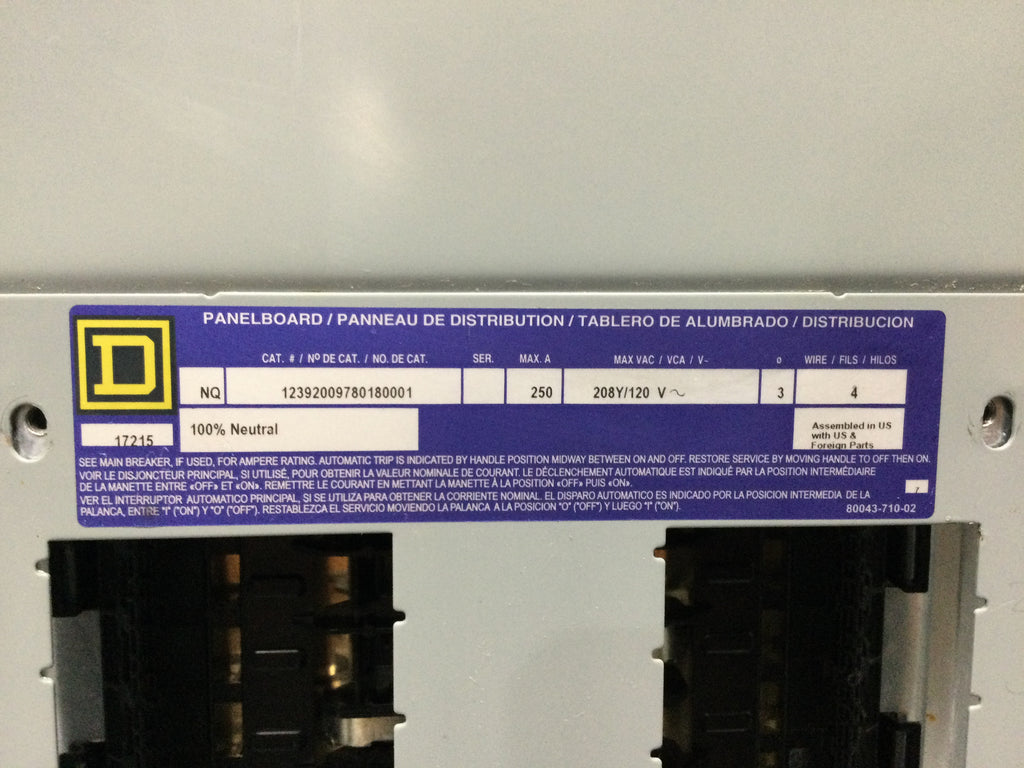 PANELBOARD / PANNEAU DE DISTRIBUTION / TABLERO DE ALUMBRADO / DISTRIBUCION
CAT. # / Nº DE CAT. / NO. DE CAT. SER. MAX. A MAX VAC / VCA / V~ ø WIRE / FILS / HILOS
D
NQ 12392009780180001 250 208Y/120 V ~ 3 4
17215
100% Neutral
Assembled in US
with US &
Foreign Parts
SEE MAIN BREAKER, IF USED, FOR AMPERE RATING. AUTOMATIC TRIP IS INDICATED BY HANDLE POSITION MIDWAY BETWEEN ON AND OFF. RESTORE SERVICE BY MOVING HANDLE TO OFF THEN ON.
VOIR LE DISJONCTEUR PRINCIPAL, SI UTILISÉ. POUR OBTENIR LA VALEUR NOMINALE DE COURANT. LE DÉCLENCHEMENT AUTOMATIQUE EST INDIQUÉ PAR LA POSITION INTERMÉDIAIRE
DE LA MANETTE ENTRE «OFF» ET «ON». REMETTRE LE COURANT EN METTANT LA MANETTE À LA POSITION «OFF» PUIS «ON».
VER EL INTERRUPTOR AUTOMATICO PRINCIPAL, SI SE UTILIZA PARA OBTENER LA CORRIENTE NOMINAL. EL DISPARO AUTOMATICO ES INDICADO POR LA POSICION INTERMEDIA DE LA
PALANCA, ENTRE "I" ("ON") Y "O" ("OFF"). RESTABLEZCA EL SERVICIO MOVIENDO LA PALANCA A LA POSICION "O" ("OFF") Y LUEGO "I" ("ON").
80043-710-02